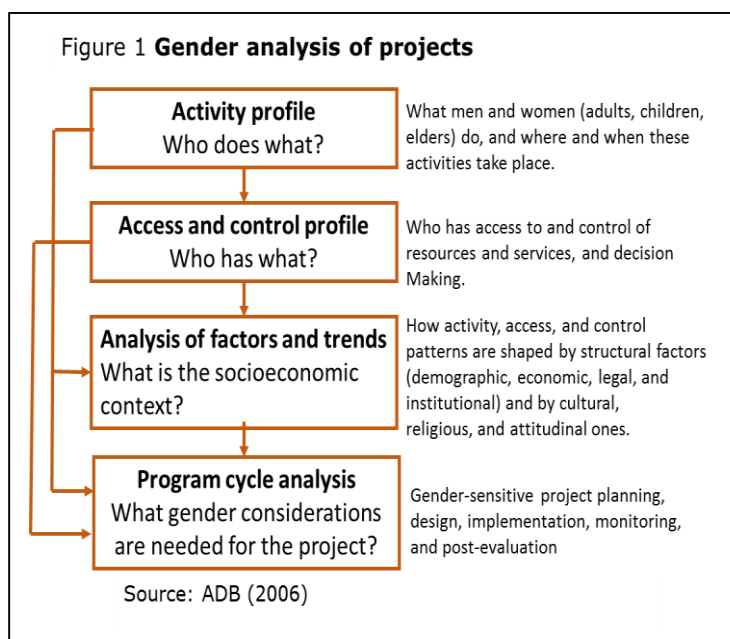 Figure 1 Gender analysis of projects
Activity profile
Who does what?
What men and women (adults, children,
elders) do, and where and when these
activities take place.
Access and control profile
Who has what?
Who has access to and control of
resources and services, and decision
Making.
Analysis of factors and trends
What is the socioeconomic
context?
How activity, access, and control
patterns are shaped by structural factors
(demographic, economic, legal, and
institutional) and by cultural,
religious, and attitudinal ones.
Program cycle analysis
What gender considerations
are needed for the project?
Gender-sensitive project planning,
design, implementation, monitoring,
and post-evaluation
Source: ADB (2006)